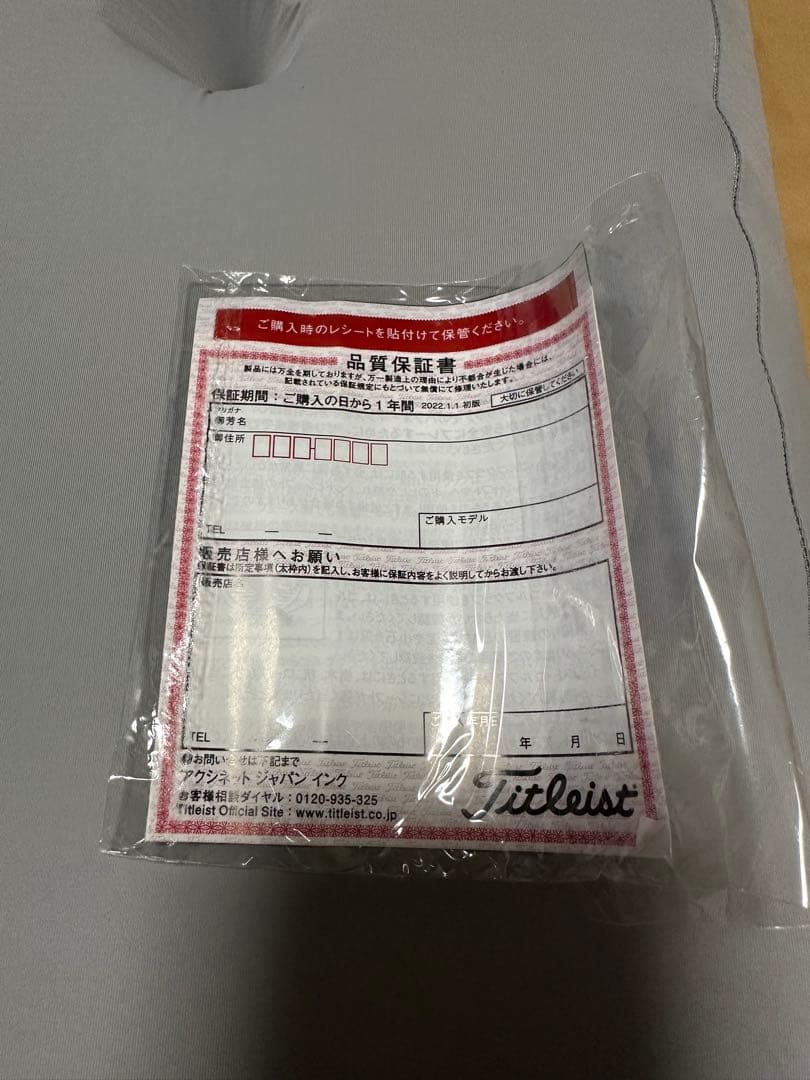 ご購入時のレシートを貼付けて保管ください。
品質保証書
製品には万全を期しておりますが、万一製造上の理由により不都合が生じた場合には、
記載されている保証規定にもとづいて無償にて修理いたします。
保証期間：ご購入の日から1年間 2022.1.1 初版 大切に保管してください
フリガナ
御芳名
御住所
TEL — —
ご購入モデル
販売店様へお願い
保証書は所定事項（太枠内）を記入し、お客様に保証内容をよく説明してからお渡し下さい。
販売店名
TEL — —
ご購入年月日
年 月 日
お問い合せは下記まで
アクシネット ジャパン インク
お客様相談ダイヤル：0120-935-325
Titleist Official Site：www.titleist.co.jp
Titleist